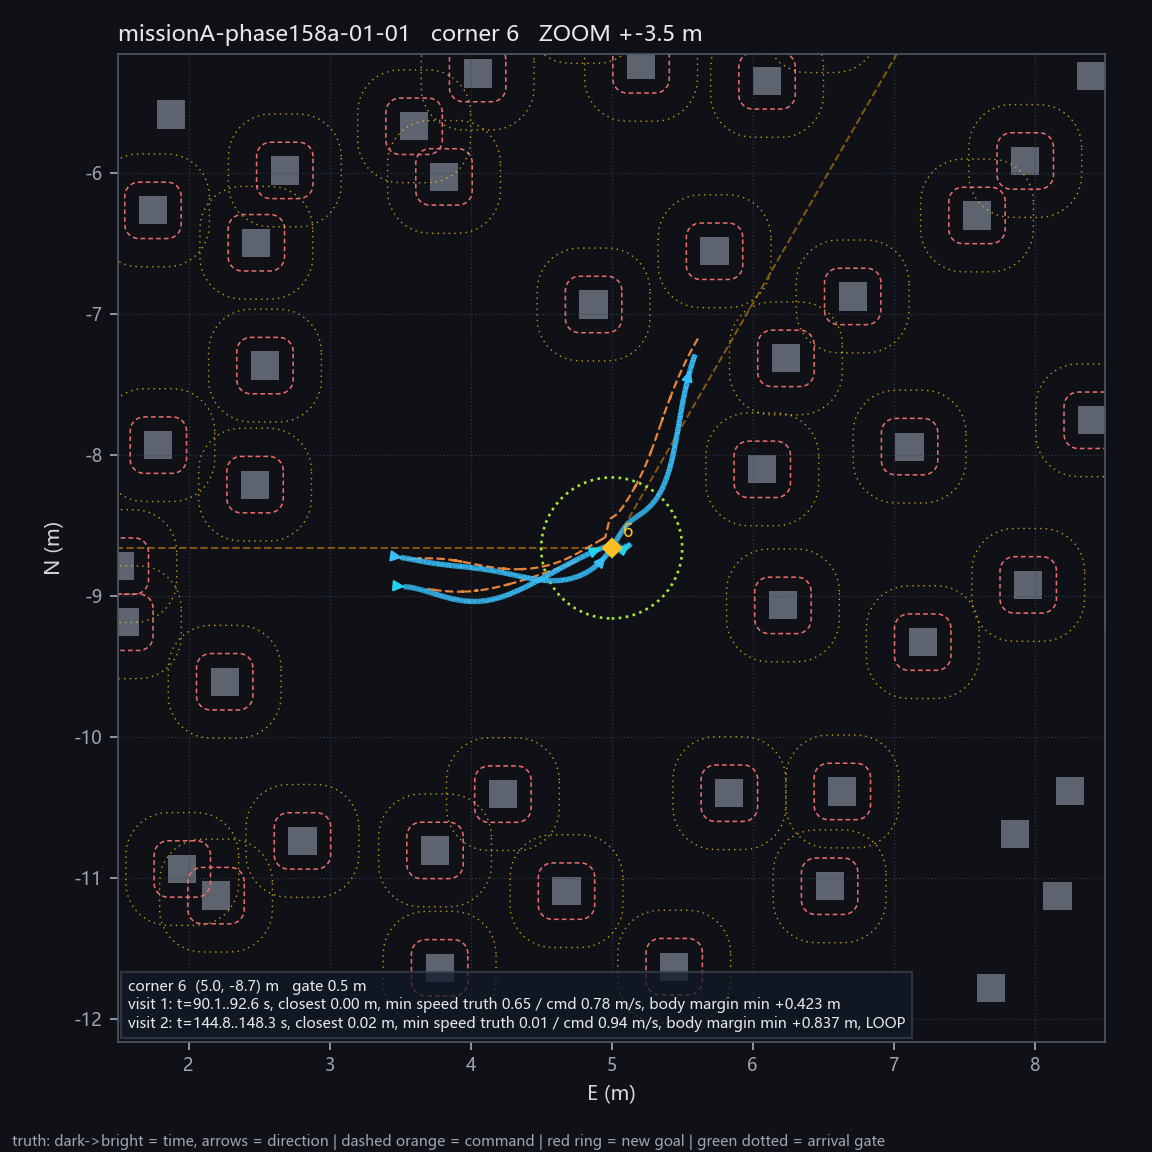 missionA-phase158a-01-01   corner 6   ZOOM +-3.5 m
N (m)
-6
-7
-8
-9
-10
-11
-12
6
corner 6  (5.0, -8.7) m   gate 0.5 m
visit 1: t=90.1..92.6 s, closest 0.00 m, min speed truth 0.65 / cmd 0.78 m/s, body margin min +0.423 m
visit 2: t=144.8..148.3 s, closest 0.02 m, min speed truth 0.01 / cmd 0.94 m/s, body margin min +0.837 m, LOOP
2 3 4 5 6 7 8
E (m)
truth: dark->bright = time, arrows = direction | dashed orange = command | red ring = new goal | green dotted = arrival gate